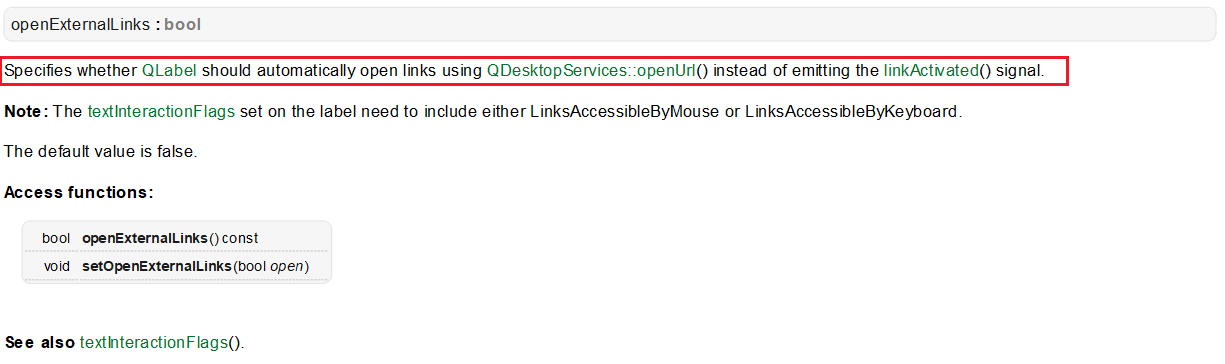 openExternalLinks : bool
Specifies whether QLabel should automatically open links using QDesktopServices::openUrl() instead of emitting the linkActivated() signal.
Note: The textInteractionFlags set on the label need to include either LinksAccessibleByMouse or LinksAccessibleByKeyboard.
The default value is false.
Access functions:
bool openExternalLinks() const
void setOpenExternalLinks(bool open)
See also textInteractionFlags().